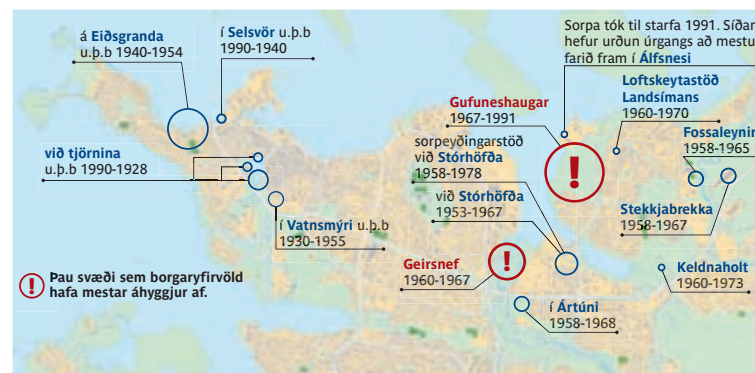 á Eiðsgranda
u.þ.b 1940-1954
í Selsvör u.þ.b
1990-1940
við tjörnina
u.þ.b 1990-1928
í Vatnsmýri u.þ.b
1930-1955
Þau svæði sem borgaryfirvöld
hafa mestar áhyggjur af.
Sorpa tók til starfa 1991. Síðan
hefur urðun úrgangs að mestu
farið fram í Álfsnesi
Gufuneshaugar
1967-1991
sorpeyðingarstöð
við Stórhöfða
1958-1978
við Stórhöfða
1953-1967
Geirsnef
1960-1967
í Ártúni
1958-1968
Loftskeytastöð
Landsímans
1960-1970
Fossaleynir
1958-1965
Stekkjabrekka
1958-1967
Keldnaholt
1960-1973